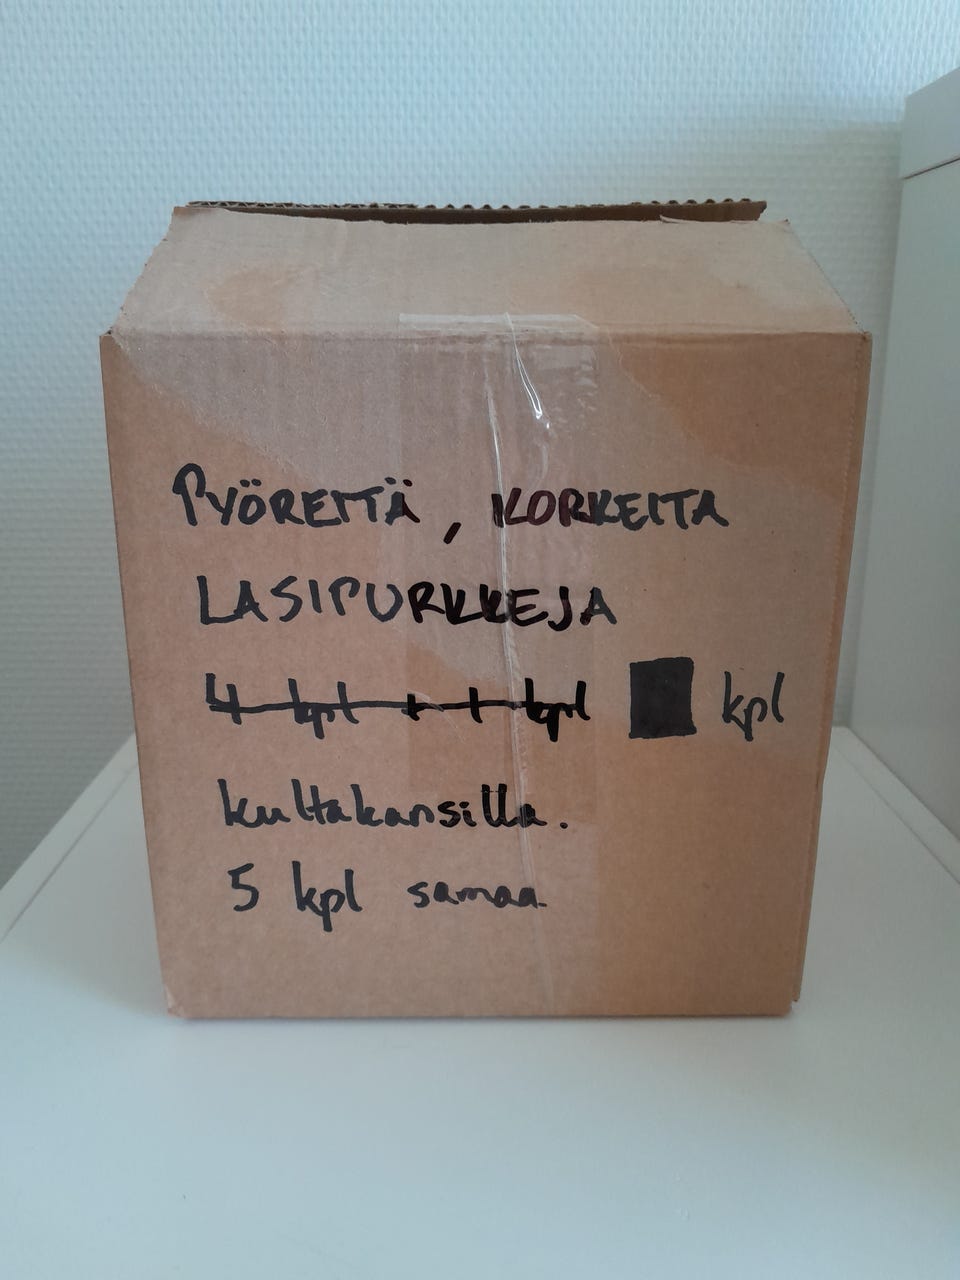 PYÖREITÄ, KORKEITA
LASIPURKKEJA
4 kpl + 1 kpl kpl
kultakansilla.
5 kpl samaa